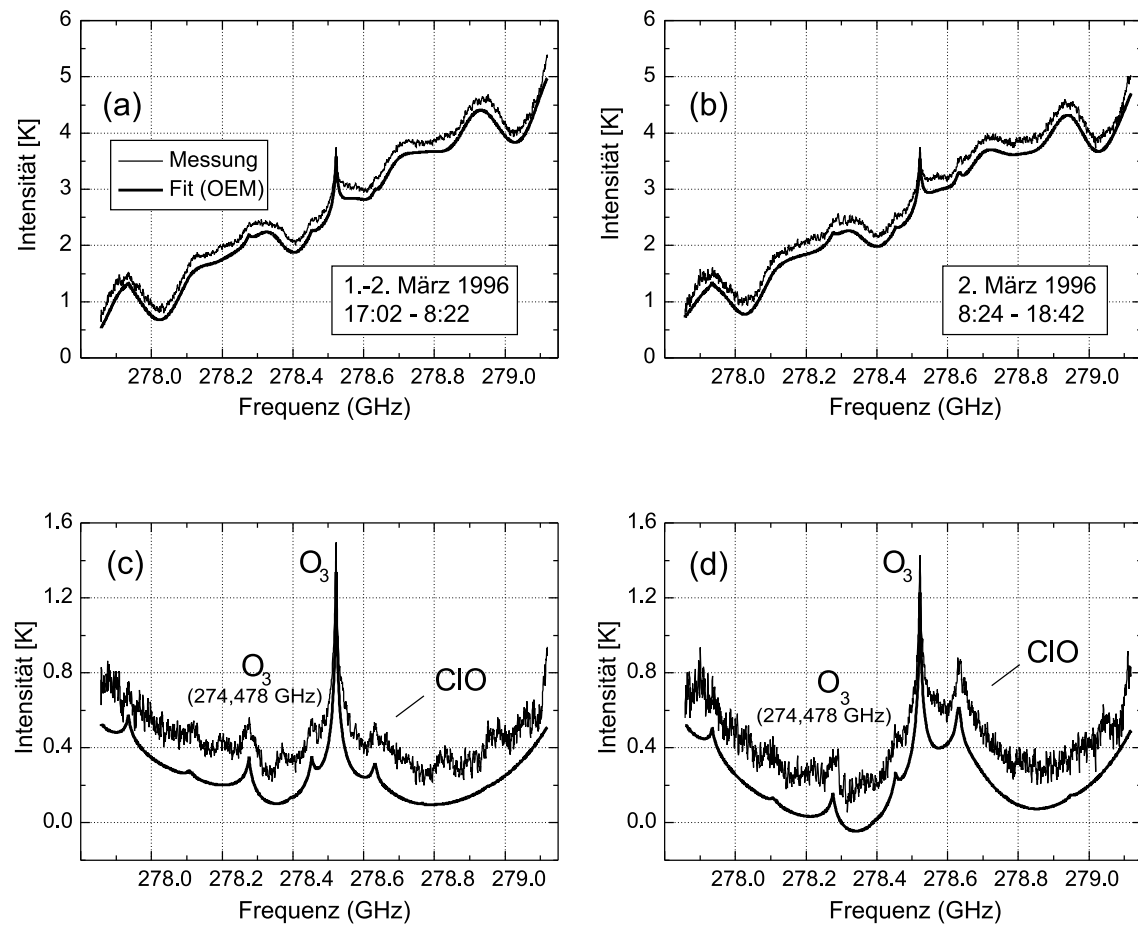 6
5
4
3
2
1
0
Intensität [K]
(a)
Messung
Fit (OEM)
1.-2. März 1996
17:02 - 8:22
278.0 278.2 278.4 278.6 278.8 279.0
Frequenz (GHz)
6
5
4
3
2
1
0
Intensität [K]
(b)
2. März 1996
8:24 - 18:42
278.0 278.2 278.4 278.6 278.8 279.0
Frequenz (GHz)
1.6
1.2
0.8
0.4
0.0
Intensität [K]
(c)
O3
O3
(274,478 GHz)
ClO
278.0 278.2 278.4 278.6 278.8 279.0
Frequenz (GHz)
1.6
1.2
0.8
0.4
0.0
Intensität [K]
(d)
O3
ClO
O3
(274,478 GHz)
278.0 278.2 278.4 278.6 278.8 279.0
Frequenz (GHz)